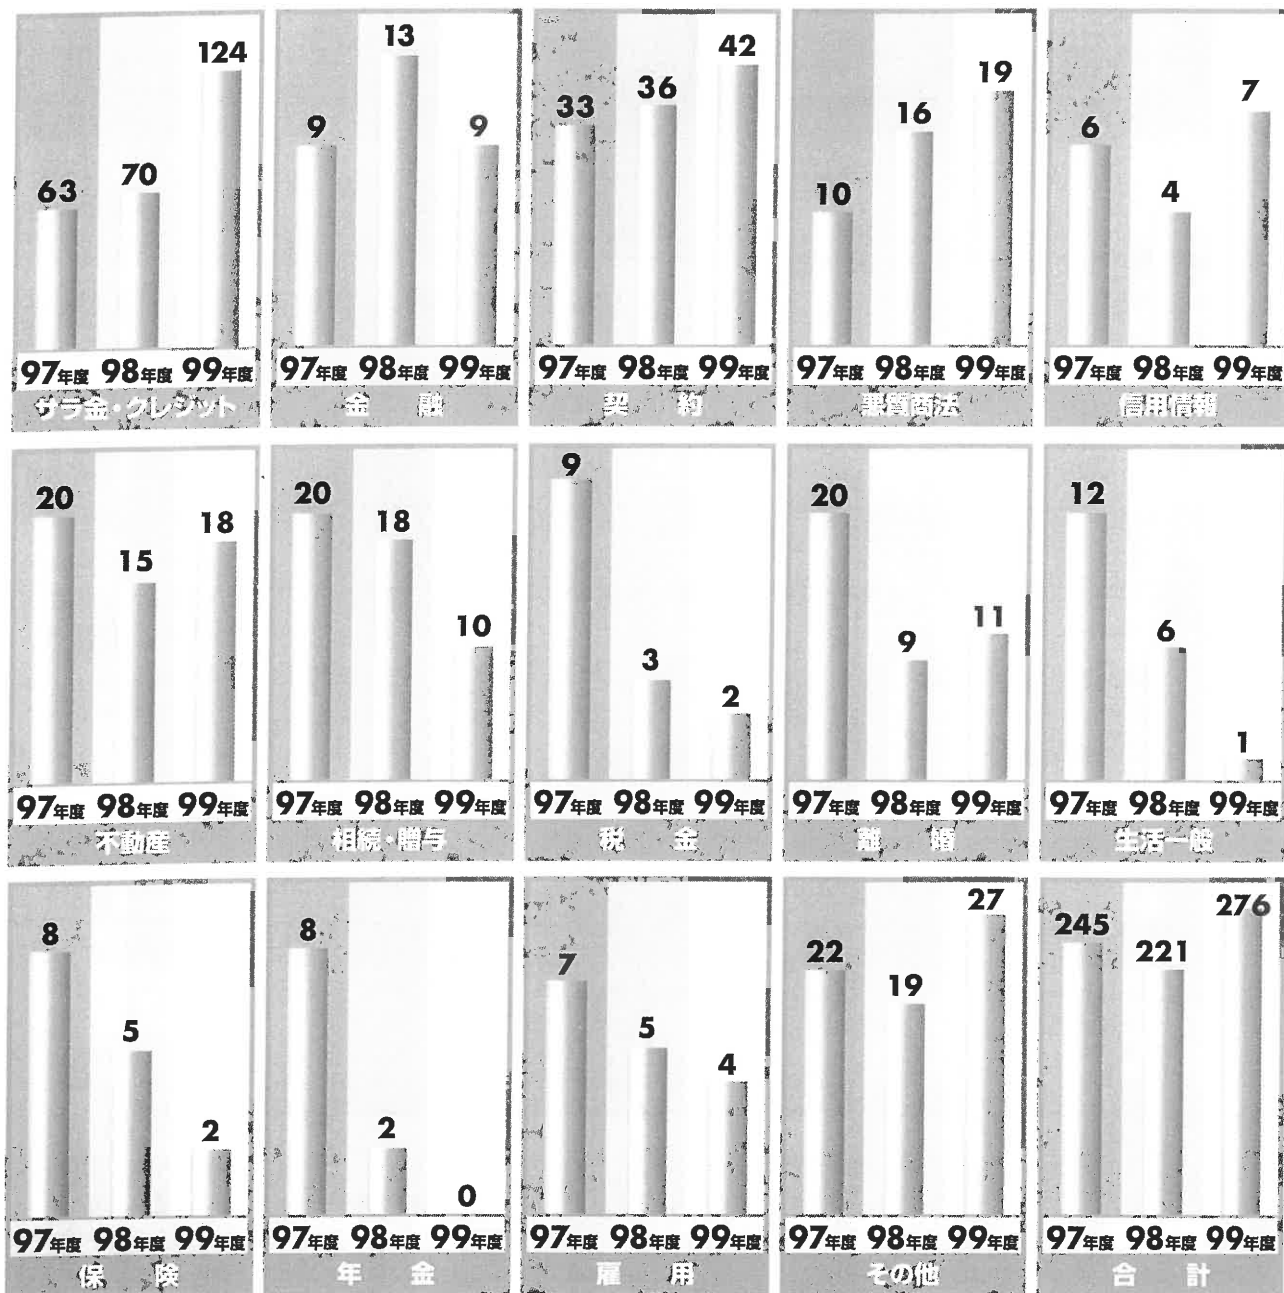 63 70 124
97年度 98年度 99年度
サラ金・クレジット
9 13 9
97年度 98年度 99年度
金融
33 36 42
97年度 98年度 99年度
契約
10 16 19
97年度 98年度 99年度
悪質商法
6 4 7
97年度 98年度 99年度
信用情報
20 15 18
97年度 98年度 99年度
不動産
20 18 10
97年度 98年度 99年度
相続・贈与
9 3 2
97年度 98年度 99年度
税金
20 9 11
97年度 98年度 99年度
離婚
12 6 1
97年度 98年度 99年度
生活一般
8 5 2
97年度 98年度 99年度
保険
8 2 0
97年度 98年度 99年度
年金
7 5 4
97年度 98年度 99年度
雇用
22 19 27
97年度 98年度 99年度
その他
245 221 276
97年度 98年度 99年度
合計